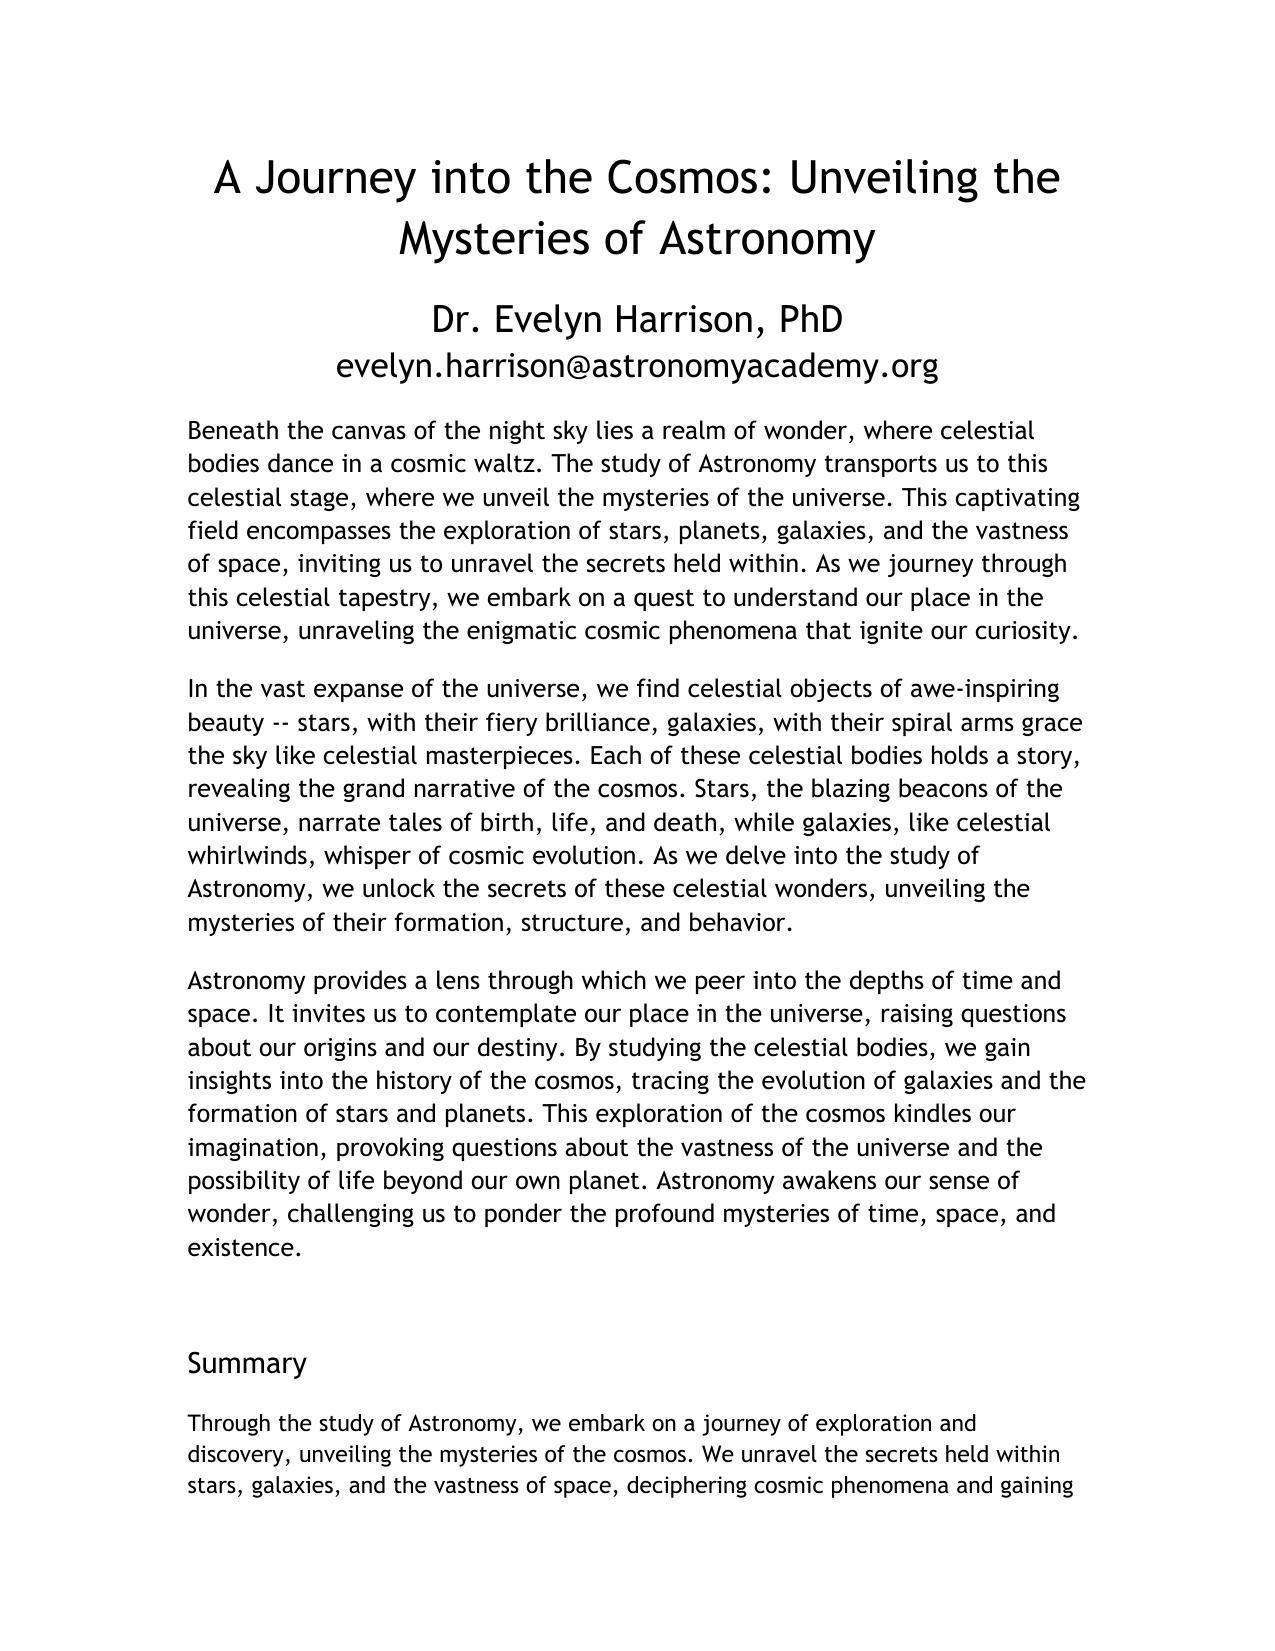 A Journey into the Cosmos: Unveiling the
Mysteries of Astronomy
Dr. Evelyn Harrison, PhD
evelyn.harrison@astronomyacademy.org
Beneath the canvas of the night sky lies a realm of wonder, where celestial
bodies dance in a cosmic waltz. The study of Astronomy transports us to this
celestial stage, where we unveil the mysteries of the universe. This captivating
field encompasses the exploration of stars, planets, galaxies, and the vastness
of space, inviting us to unravel the secrets held within. As we journey through
this celestial tapestry, we embark on a quest to understand our place in the
universe, unraveling the enigmatic cosmic phenomena that ignite our curiosity.
In the vast expanse of the universe, we find celestial objects of awe-inspiring
beauty -- stars, with their fiery brilliance, galaxies, with their spiral arms grace
the sky like celestial masterpieces. Each of these celestial bodies holds a story,
revealing the grand narrative of the cosmos. Stars, the blazing beacons of the
universe, narrate tales of birth, life, and death, while galaxies, like celestial
whirlwinds, whisper of cosmic evolution. As we delve into the study of
Astronomy, we unlock the secrets of these celestial wonders, unveiling the
mysteries of their formation, structure, and behavior.
Astronomy provides a lens through which we peer into the depths of time and
space. It invites us to contemplate our place in the universe, raising questions
about our origins and our destiny. By studying the celestial bodies, we gain
insights into the history of the cosmos, tracing the evolution of galaxies and the
formation of stars and planets. This exploration of the cosmos kindles our
imagination, provoking questions about the vastness of the universe and the
possibility of life beyond our own planet. Astronomy awakens our sense of
wonder, challenging us to ponder the profound mysteries of time, space, and
existence.
Summary
Through the study of Astronomy, we embark on a journey of exploration and
discovery, unveiling the mysteries of the cosmos. We unravel the secrets held within
stars, galaxies, and the vastness of space, deciphering cosmic phenomena and gaining